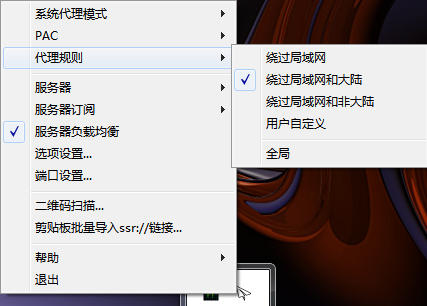 系统代理模式
PAC
代理规则
绕过局域网
绕过局域网和大陆
绕过局域网和非大陆
用户自定义
全局
服务器
服务器订阅
服务器负载均衡
选项设置...
端口设置...
二维码扫描...
剪贴板批量导入ssr://链接...
帮助
退出